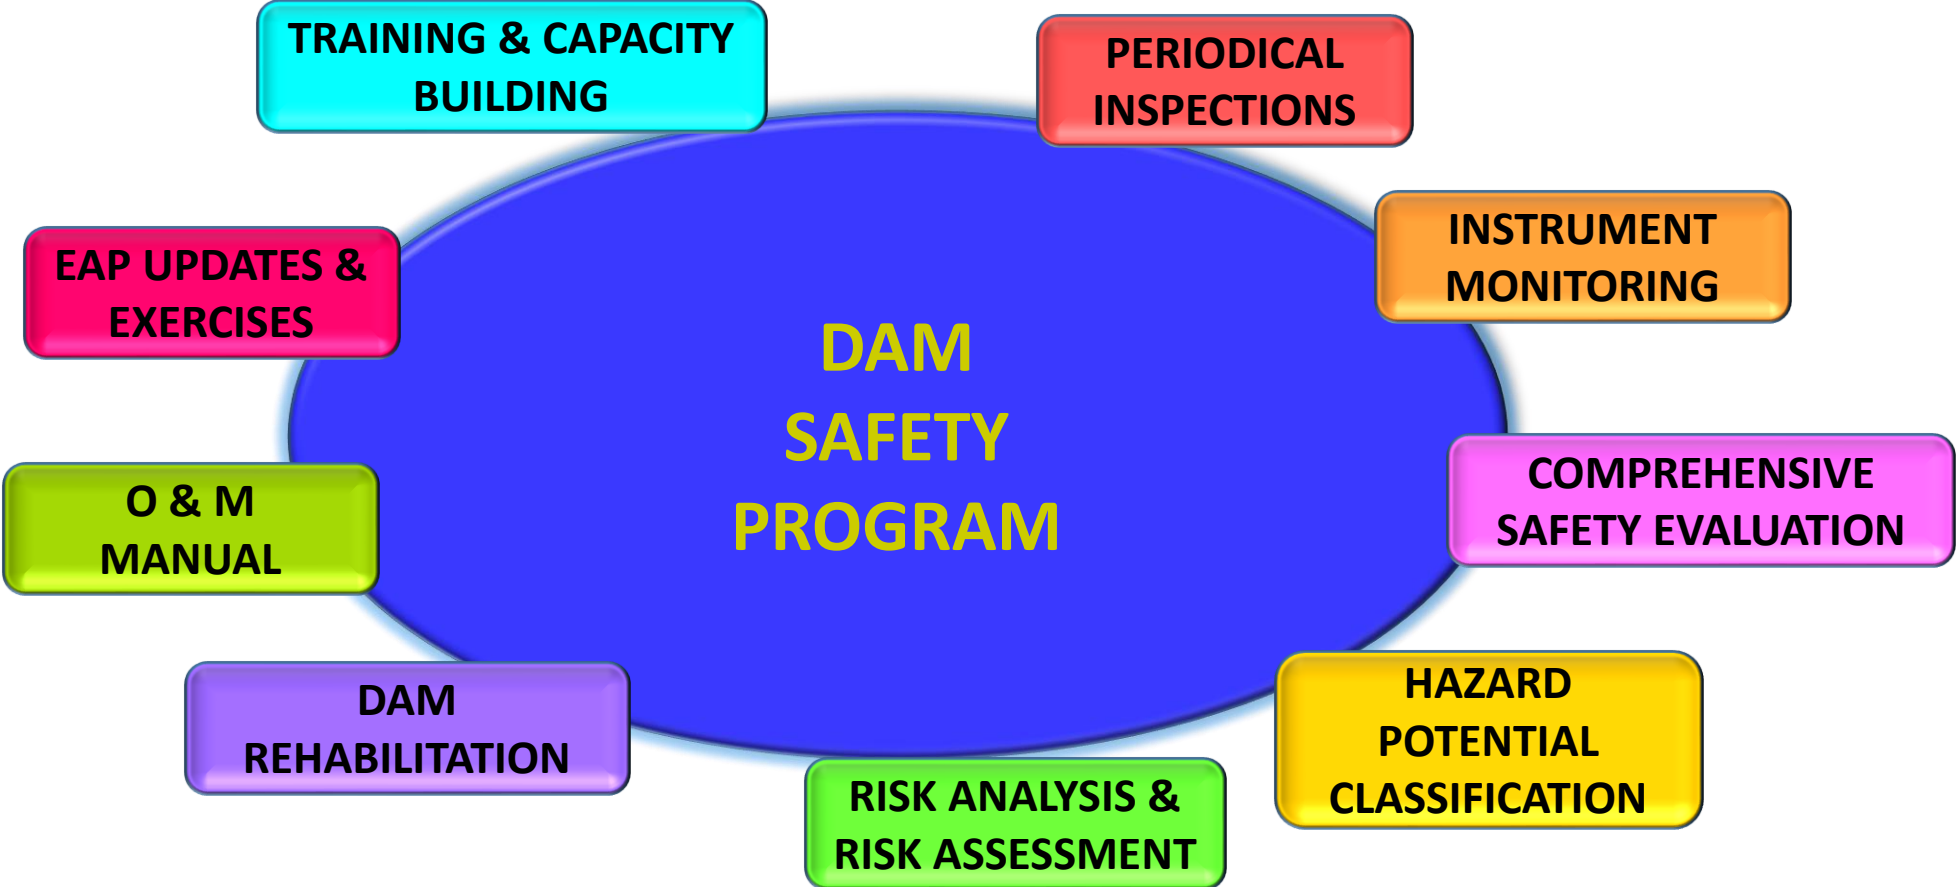 TRAINING & CAPACITY
BUILDING
PERIODICAL
INSPECTIONS
INSTRUMENT
MONITORING
EAP UPDATES &
EXERCISES
DAM
SAFETY
PROGRAM
COMPREHENSIVE
SAFETY EVALUATION
O & M
MANUAL
HAZARD
POTENTIAL
CLASSIFICATION
DAM
REHABILITATION
RISK ANALYSIS &
RISK ASSESSMENT